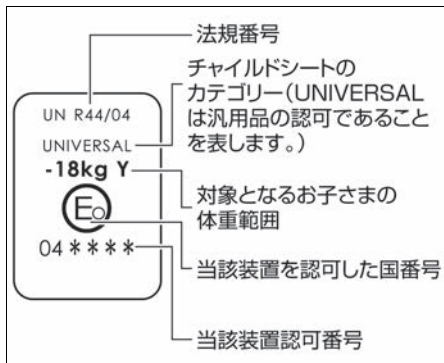 法規番号
チャイルドシートの
カテゴリー(UNIVERSAL
は汎用品の認可であること
を表します。)
対象となるお子さまの
体重範囲
当該装置を認可した国番号
当該装置認可番号
UN R44/04
UNIVERSAL
-18kg Y
E0
04＊＊＊＊